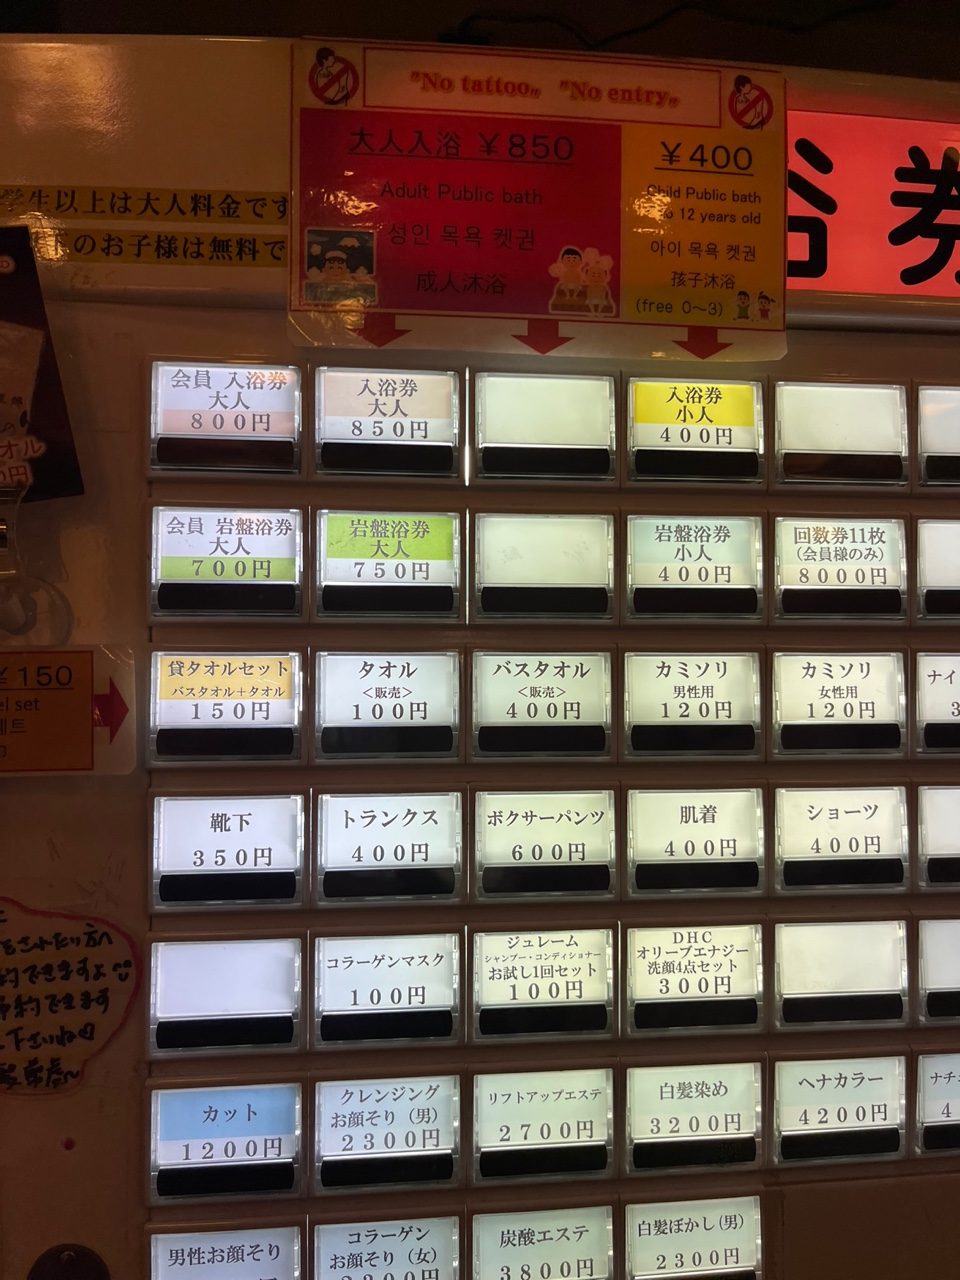 "No tattoo„ "No entry„
大人入浴 ￥850
Adult Public bath
성인 목욕 켓권
成人沐浴
￥400
Child Public bath
12 years old
아이 목욕 켓권
孩子沐浴
(free 0～3)
学生以上は大人料金です
下のお子様は無料で
浴券
会員 入浴券
大人
800円
入浴券
大人
850円
入浴券
小人
400円
会員 岩盤浴券
大人
700円
岩盤浴券
大人
750円
岩盤浴券
小人
400円
回数券11枚
(会員様のみ)
8000円
￥150
set
貸タオルセット
バスタオル+タオル
150円
タオル
<販売>
100円
バスタオル
<販売>
400円
カミソリ
男性用
120円
カミソリ
女性用
120円
ナイ
3
靴下
350円
トランクス
400円
ボクサーパンツ
600円
肌着
400円
ショーツ
400円
コラーゲンマスク
100円
ジュレーム
シャンプー・コンディショナー
お試し1回セット
100円
DHC
オリーブエナジー
洗顔4点セット
300円
カット
1200円
クレンジング
お顔そり（男）
2300円
リフトアップエステ
2700円
白髪染め
3200円
ヘナカラー
4200円
ナチ
4
男性お顔そり
円
コラーゲン
お顔そり（女）
炭酸エステ
3800円
白髪ぼかし(男)
2300円